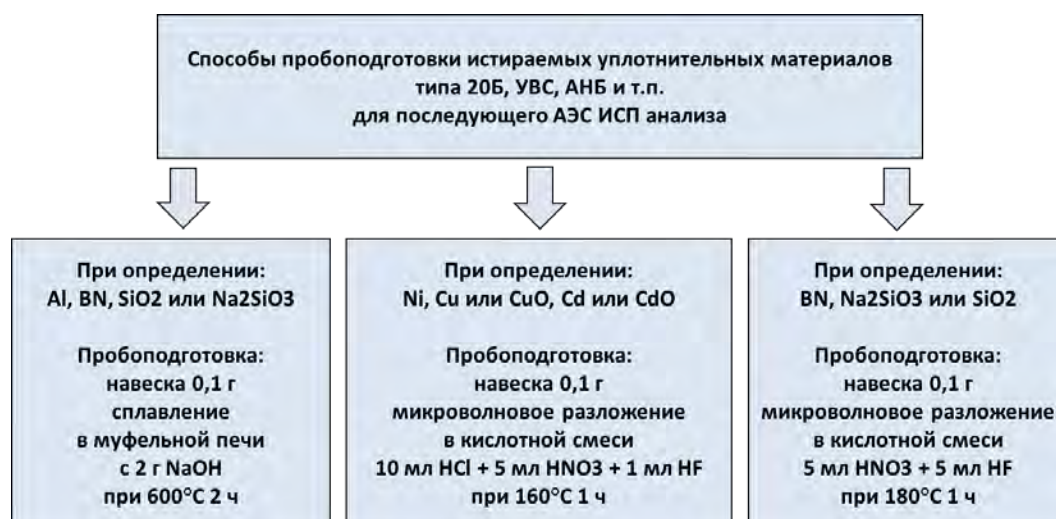 Способы пробоподготовки истираемых уплотнительных материалов
типа 20Б, УВС, АНБ и т.п.
для последующего АЭС ИСП анализа
При определении:
Al, BN, SiO2 или Na2SiO3
Пробоподготовка:
навеска 0,1 г
сплавление
в муфельной печи
с 2 г NaOH
при 600°C 2 ч
При определении:
Ni, Cu или CuO, Cd или CdO
Пробоподготовка:
навеска 0,1 г
микроволновое разложение
в кислотной смеси
10 мл HCl + 5 мл HNO3 + 1 мл HF
при 160°C 1 ч
При определении:
BN, Na2SiO3 или SiO2
Пробоподготовка:
навеска 0,1 г
микроволновое разложение
в кислотной смеси
5 мл HNO3 + 5 мл HF
при 180°C 1 ч